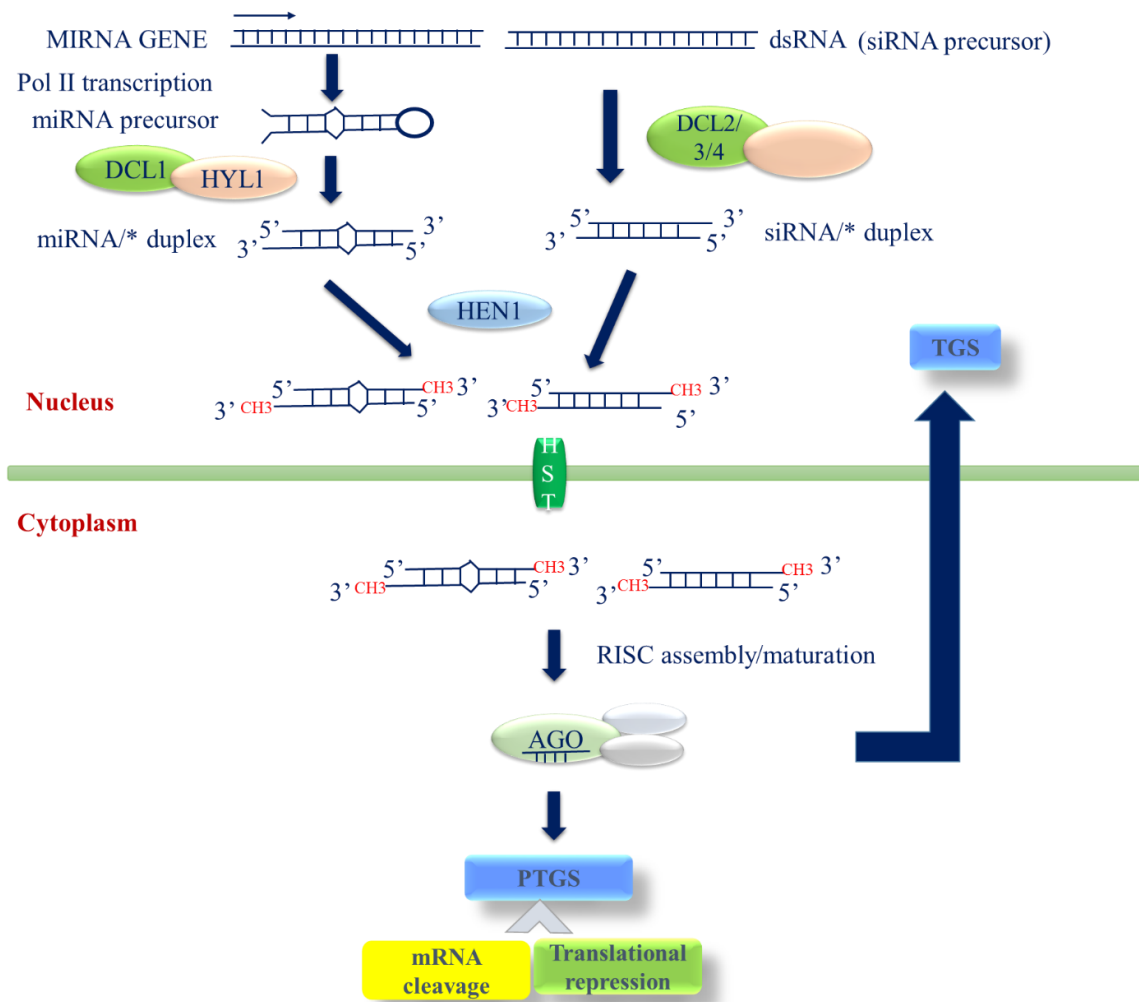 MIRNA GENE
dsRNA (siRNA precursor)
Pol II transcription
miRNA precursor
DCL1
HYL1
DCL2/
3/4
miRNA/* duplex
5’
3’
3’
5’
5’
3’
3’
5’
siRNA/* duplex
HEN1
TGS
Nucleus
5’
CH3 3’
3’ CH3
5’
5’
CH3 3’
3’ CH3
5’
H
S
T
Cytoplasm
5’
CH3 3’
3’ CH3
5’
5’
CH3 3’
3’ CH3
5’
RISC assembly/maturation
AGO
PTGS
mRNA
cleavage
Translational
repression